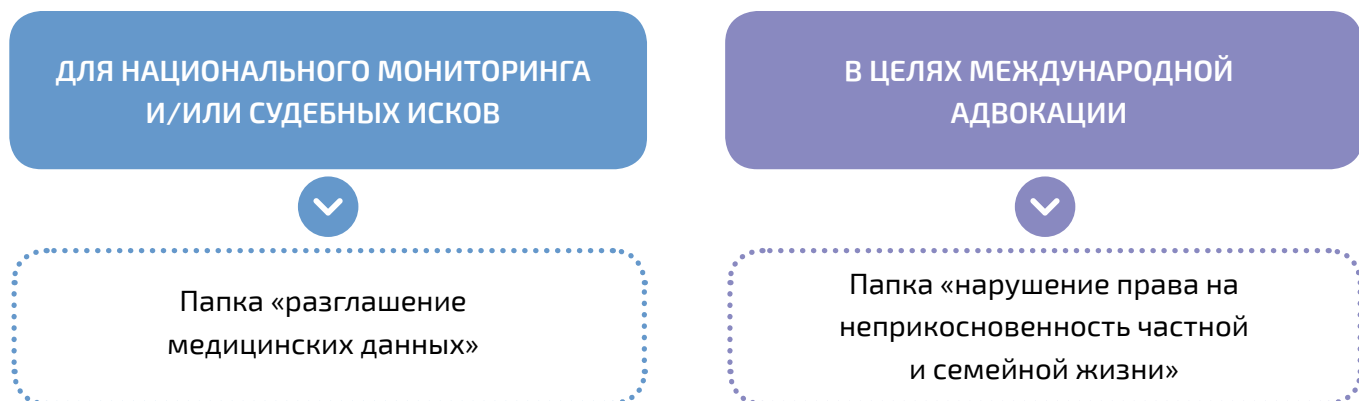 ДЛЯ НАЦИОНАЛЬНОГО МОНИТОРИНГА
И/ИЛИ СУДЕБНЫХ ИСКОВ
Папка «разглашение
медицинских данных»
В ЦЕЛЯХ МЕЖДУНАРОДНОЙ
АДВОКАЦИИ
Папка «нарушение права на
неприкосновенность частной
и семейной жизни»